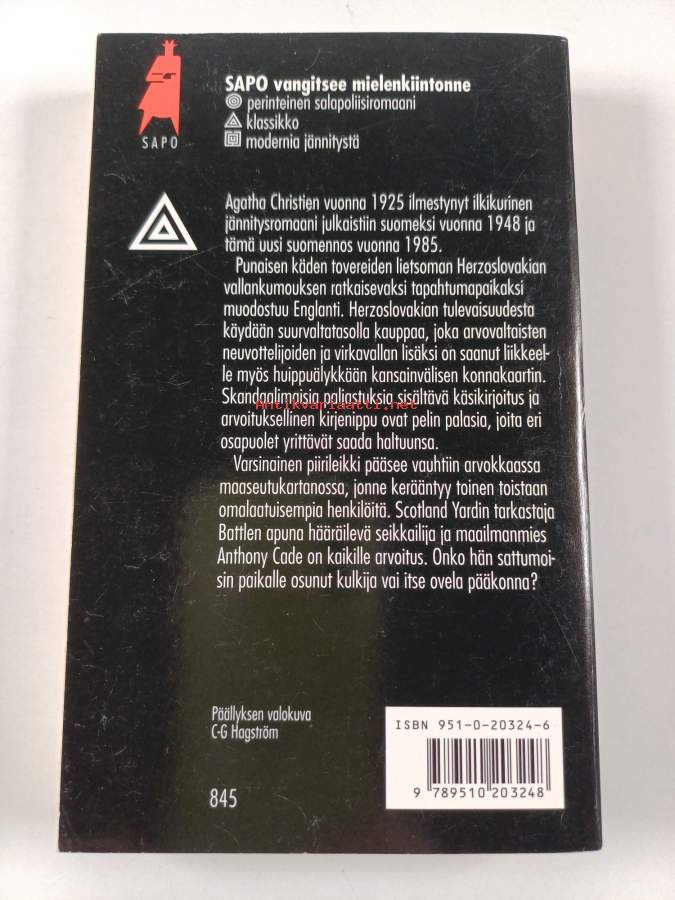 SAPO vangitsee mielenkiintonne
perinteinen salapoliisiromaani
klassikko
modernia jännitystä
SAPO
Agatha Christien vuonna 1925 ilmestynyt ilkikurinen
jännitysromaani julkaistiin suomeksi vuonna 1948 ja
tämä uusi suomennos vuonna 1985.
Punaisen käden tovereiden lietsoman Herzoslovakian
vallankumouksen ratkaisevaksi tapahtumapaikaksi
muodostuu Englanti. Herzoslovakian tulevaisuudesta
käydään suurvaltatasolla kauppaa, joka arvovaltaisten
neuvottelijoiden ja virkavallan lisäksi on saanut liikkeel-
le myös huippuälykkään kansainvälisen konnakaartin.
Skandaalimaisia paljastuksia sisältävä käsikirjoitus ja
Antikvariaatti.net
arvoituksellinen kirjenippu ovat pelin palasia, joita eri
osapuolet yrittävät saada haltuunsa.
Varsinainen piirileikki pääsee vauhtiin arvokkaassa
maaseutukartanossa, jonne kerääntyy toinen toistaan
omalaatuisempia henkilöitä. Scotland Yardin tarkastaja
Battlen apuna hääräilevä seikkailija ja maailmanmies
Anthony Cade on kaikille arvoitus. Onko hän sattumoi-
sin paikalle osunut kulkija vai itse ovela pääkonna?
Päällyksen valokuva
C-G Hagström
845
ISBN 951-0-20324-6
9 789510 203248